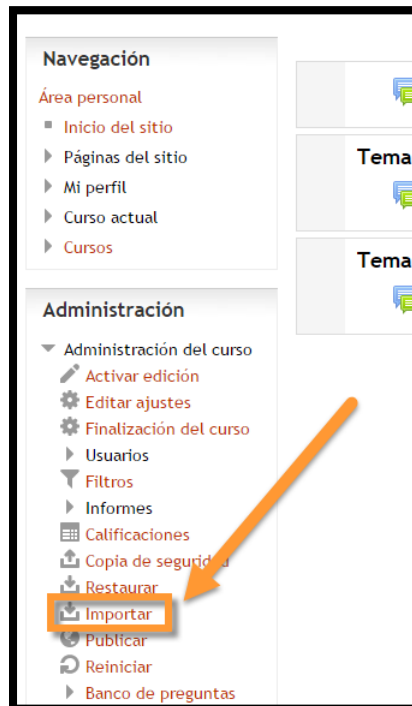 Navegación
Área personal
Inicio del sitio
Páginas del sitio
Mi perfil
Curso actual
Cursos
Tema
Tema
Administración
Administración del curso
Activar edición
Editar ajustes
Finalización del curso
Usuarios
Filtros
Informes
Calificaciones
Copia de seguridad
Restaurar
Importar
Publicar
Reiniciar
Banco de preguntas